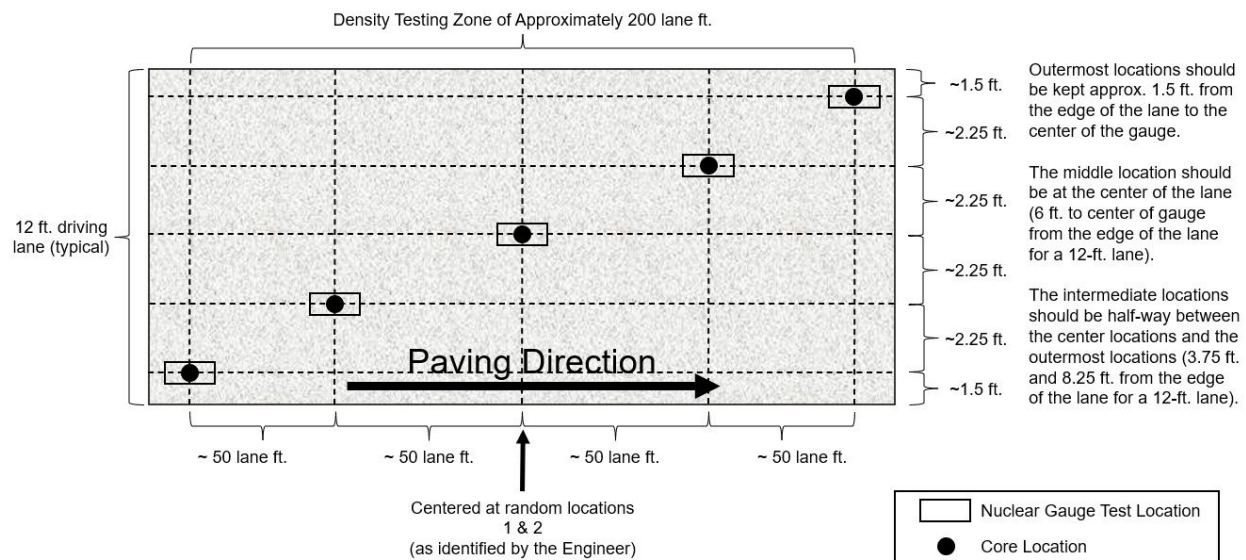 Density Testing Zone of Approximately 200 lane ft.
12 ft. driving
lane (typical)
Paving Direction
~1.5 ft.
~2.25 ft.
~2.25 ft.
~2.25 ft.
~2.25 ft.
~1.5 ft.
Outermost locations should
be kept approx. 1.5 ft. from
the edge of the lane to the
center of the gauge.
The middle location should
be at the center of the lane
(6 ft. to center of gauge
from the edge of the lane
for a 12-ft. lane).
The intermediate locations
should be half-way between
the center locations and the
outermost locations (3.75 ft.
and 8.25 ft. from the edge
of the lane for a 12-ft. lane).
~ 50 lane ft.
~ 50 lane ft.
~ 50 lane ft.
~ 50 lane ft.
Centered at random locations
1 & 2
(as identified by the Engineer)
Nuclear Gauge Test Location
Core Location